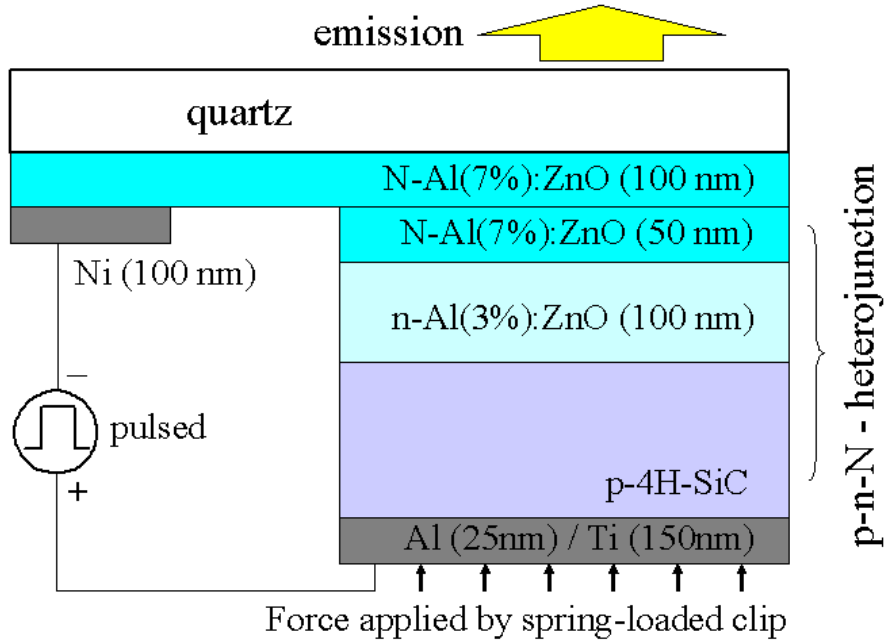 emission
quartz
N-Al(7%):ZnO (100 nm)
N-Al(7%):ZnO (50 nm)
Ni (100 nm)
n-Al(3%):ZnO (100 nm)
–
pulsed
+
p-4H-SiC
Al (25nm) / Ti (150nm)
Force applied by spring-loaded clip
p-n-N - heterojunction